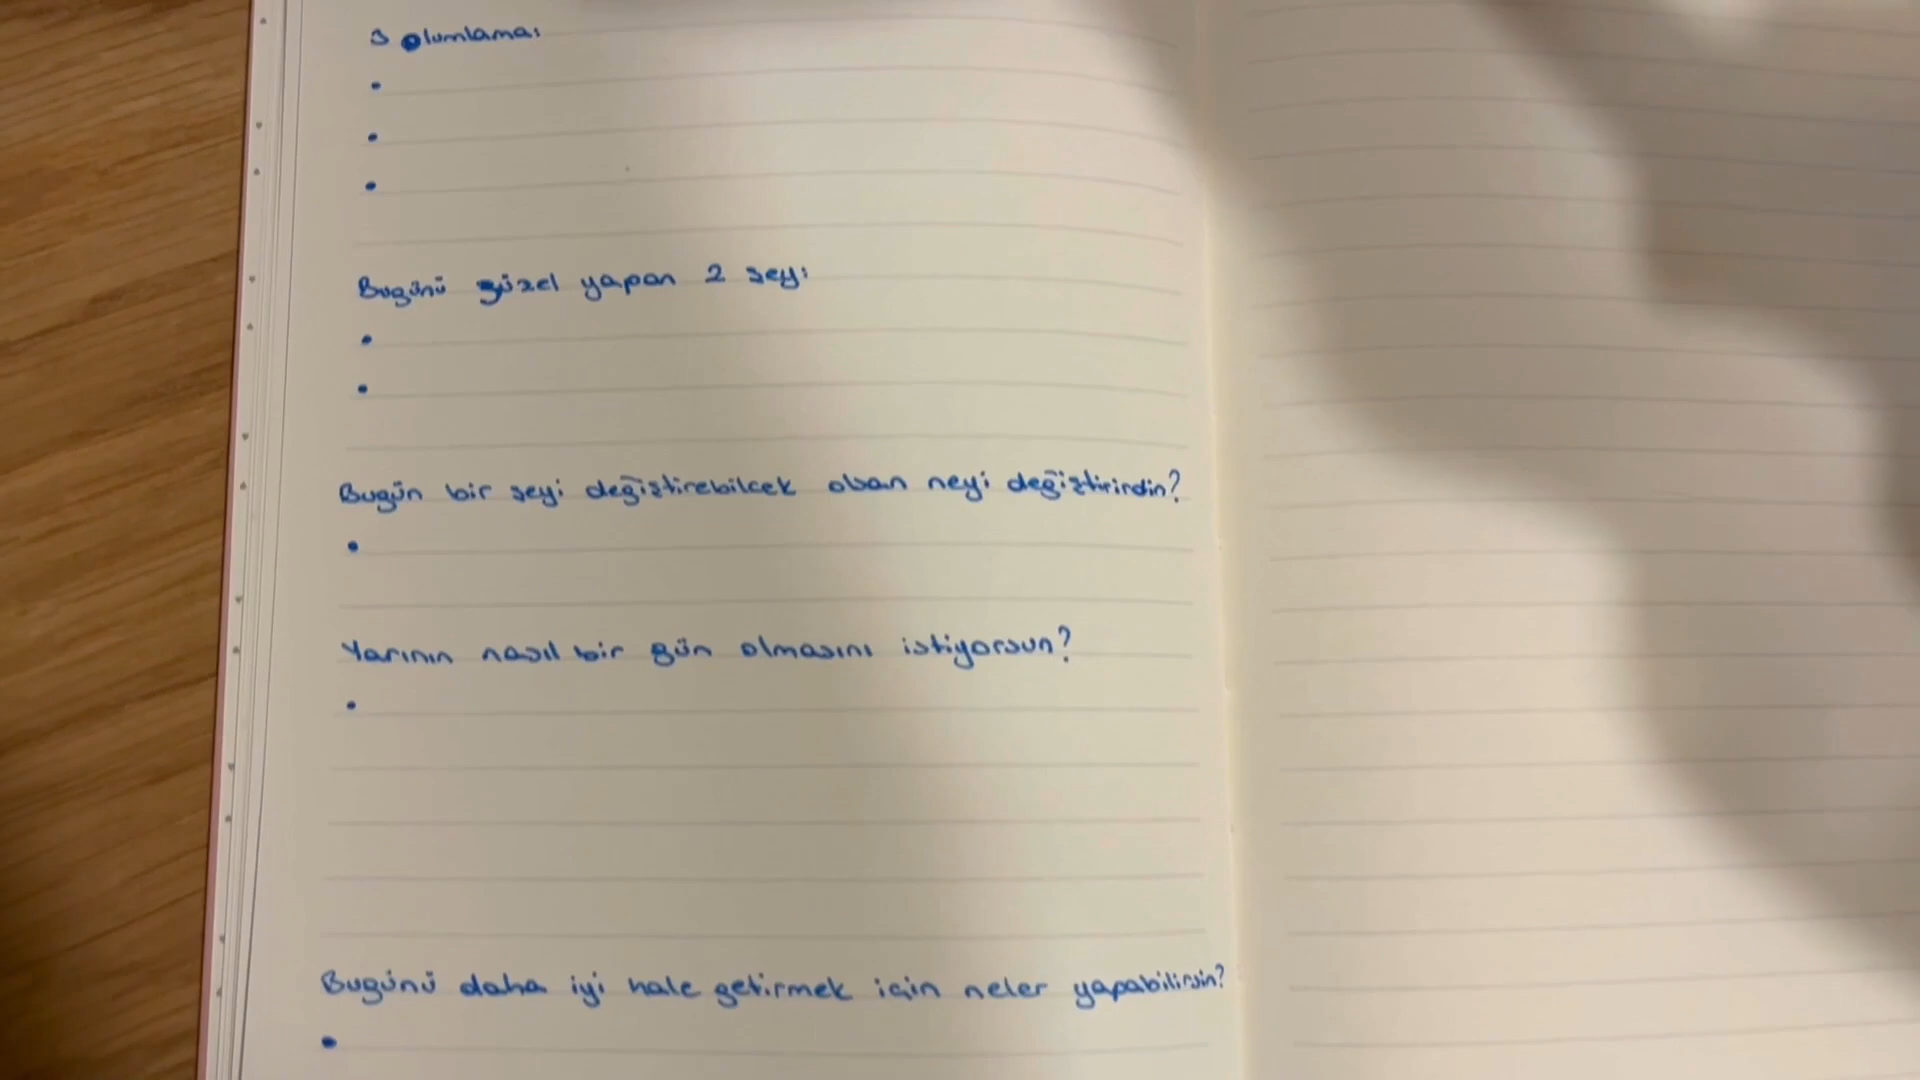 3 olumlama:
•
•
•
Bugünü güzel yapan 2 şey:
•
•
Bugün bir şeyi değiştirebilcek olsan neyi değiştirirdin?
•
Yarının nasıl bir gün olmasını istiyorsun?
•
Bugünü daha iyi hale getirmek için neler yapabilirsin?
•